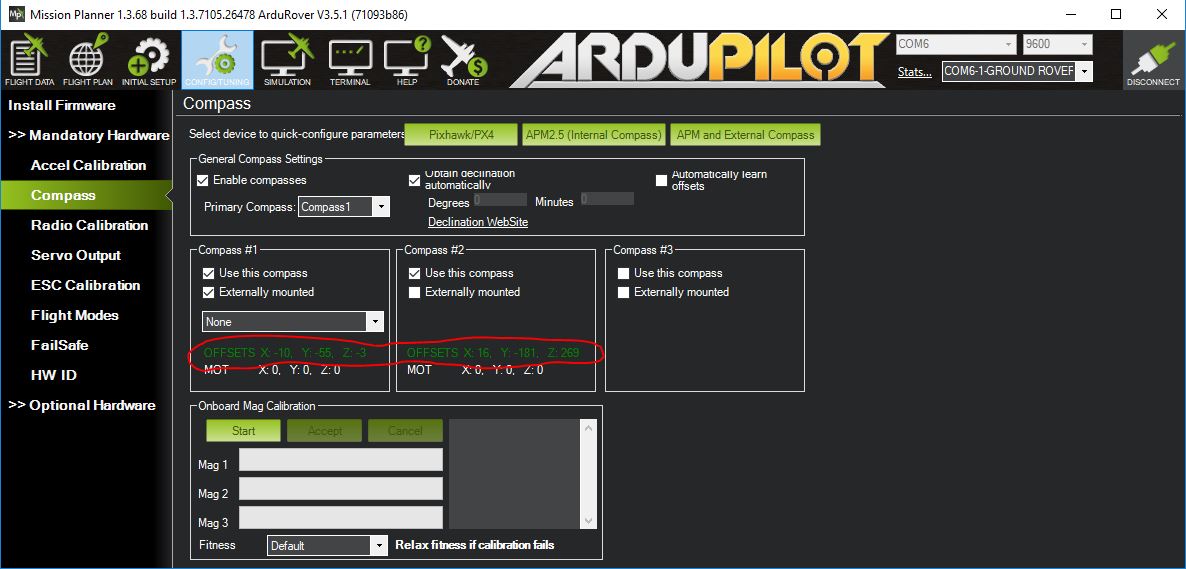 Mp Mission Planner 1.3.68 build 1.3.7105.26478 ArduRover V3.5.1 (71093b86)
FLIGHT DATA FLIGHT PLAN INITIAL SETUP CONFIG/TUNING SIMULATION TERMINAL HELP DONATE
ARDUPILOT
COM6 9600
Stats... COM6-1-GROUND ROVER
DISCONNECT
Install Firmware
>> Mandatory Hardware
Accel Calibration
Compass
Radio Calibration
Servo Output
ESC Calibration
Flight Modes
FailSafe
HW ID
>> Optional Hardware
Compass
Select device to quick-configure parameters
Pixhawk/PX4 APM2.5 (Internal Compass) APM and External Compass
General Compass Settings
Enable compasses
Primary Compass: Compass1
Obtain declination
automatically
Degrees 0 Minutes 0
Declination WebSite
Automatically learn
offsets
Compass #1
Use this compass
Externally mounted
None
OFFSETS X: -10, Y: -55, Z: -3
MOT X: 0, Y: 0, Z: 0
Compass #2
Use this compass
Externally mounted
OFFSETS X: 16, Y: -181, Z: 269
MOT X: 0, Y: 0, Z: 0
Compass #3
Use this compass
Externally mounted
Onboard Mag Calibration
Start Accept Cancel
Mag 1
Mag 2
Mag 3
Fitness Default Relax fitness if calibration fails